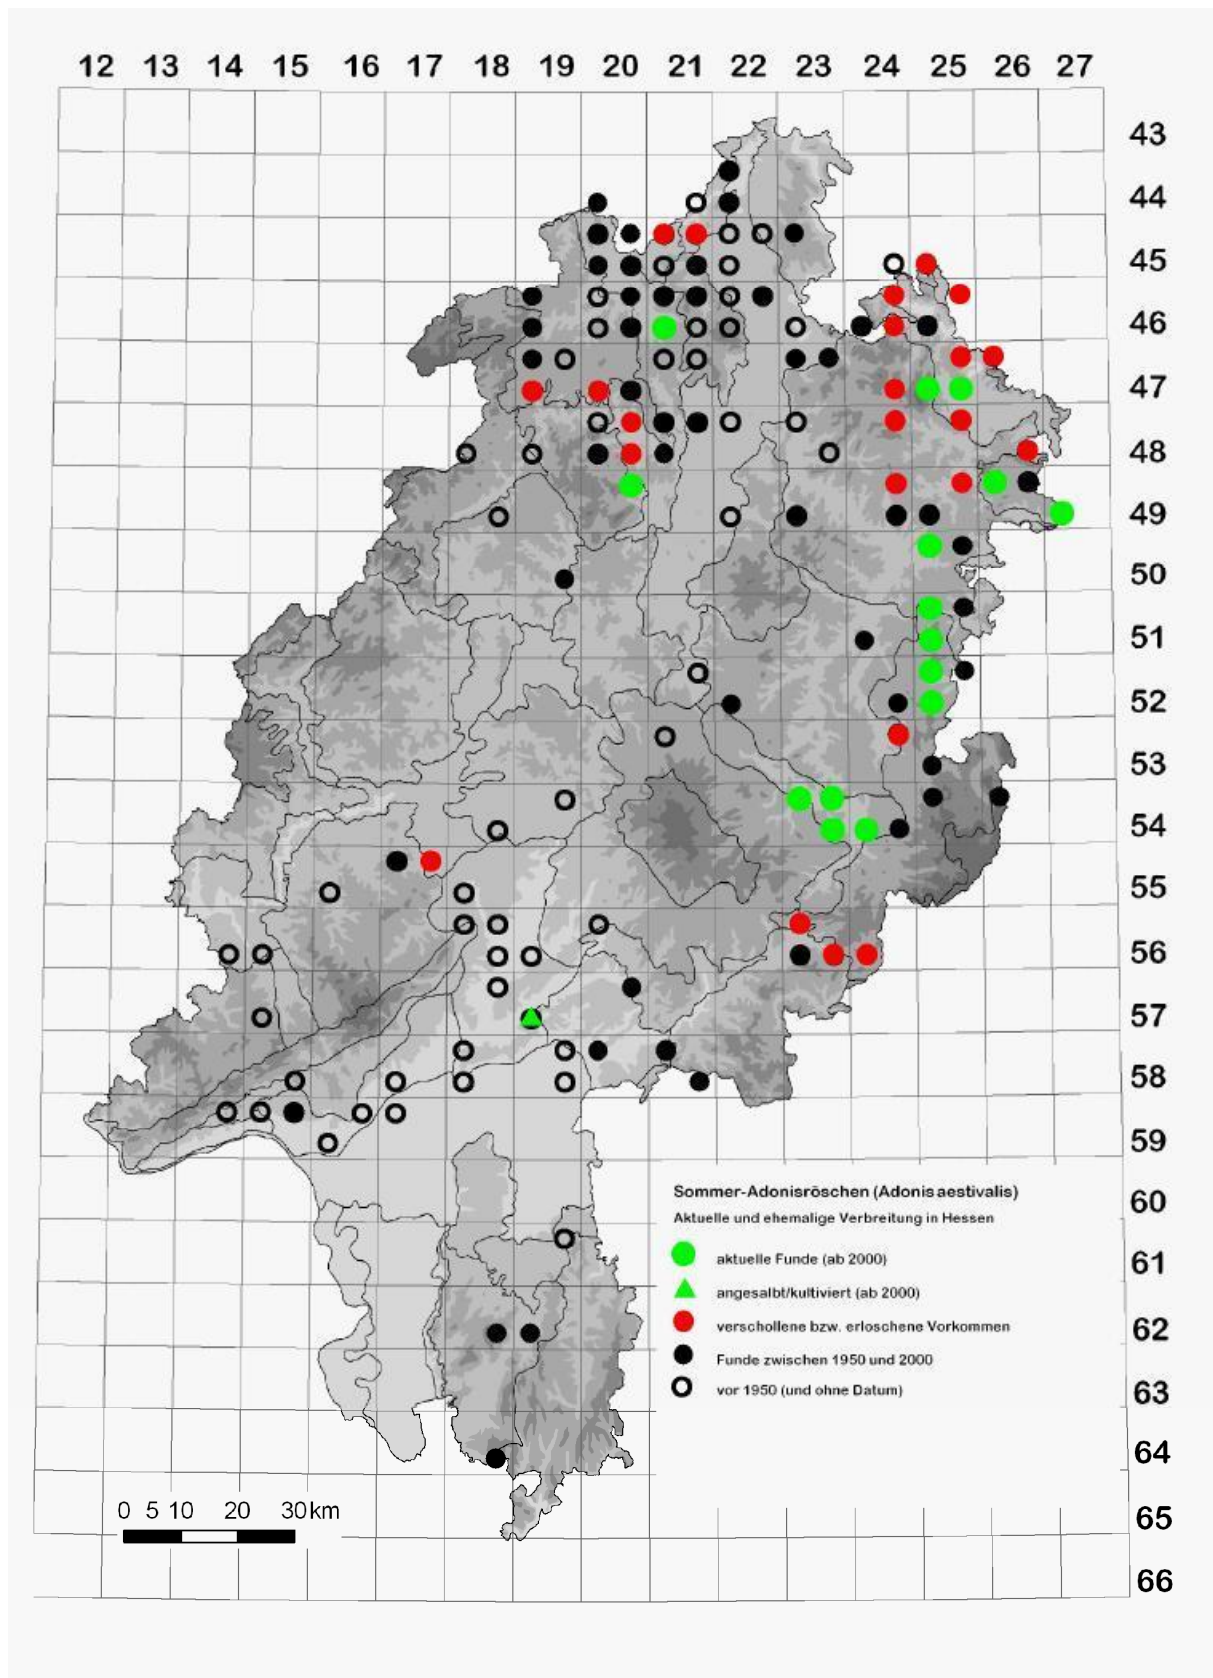 12 13 14 15 16 17 18 19 20 21 22 23 24 25 26 27
43
44
45
46
47
48
49
50
51
52
53
54
55
56
57
58
59
60
61
62
63
64
65
66
Sommer-Adonisröschen (Adonis aestivalis)
Aktuelle und ehemalige Verbreitung in Hessen
aktuelle Funde (ab 2000)
angesalbt/kultiviert (ab 2000)
verschollene bzw. erloschene Vorkommen
Funde zwischen 1950 und 2000
vor 1950 (und ohne Datum)
0 5 10 20 30km